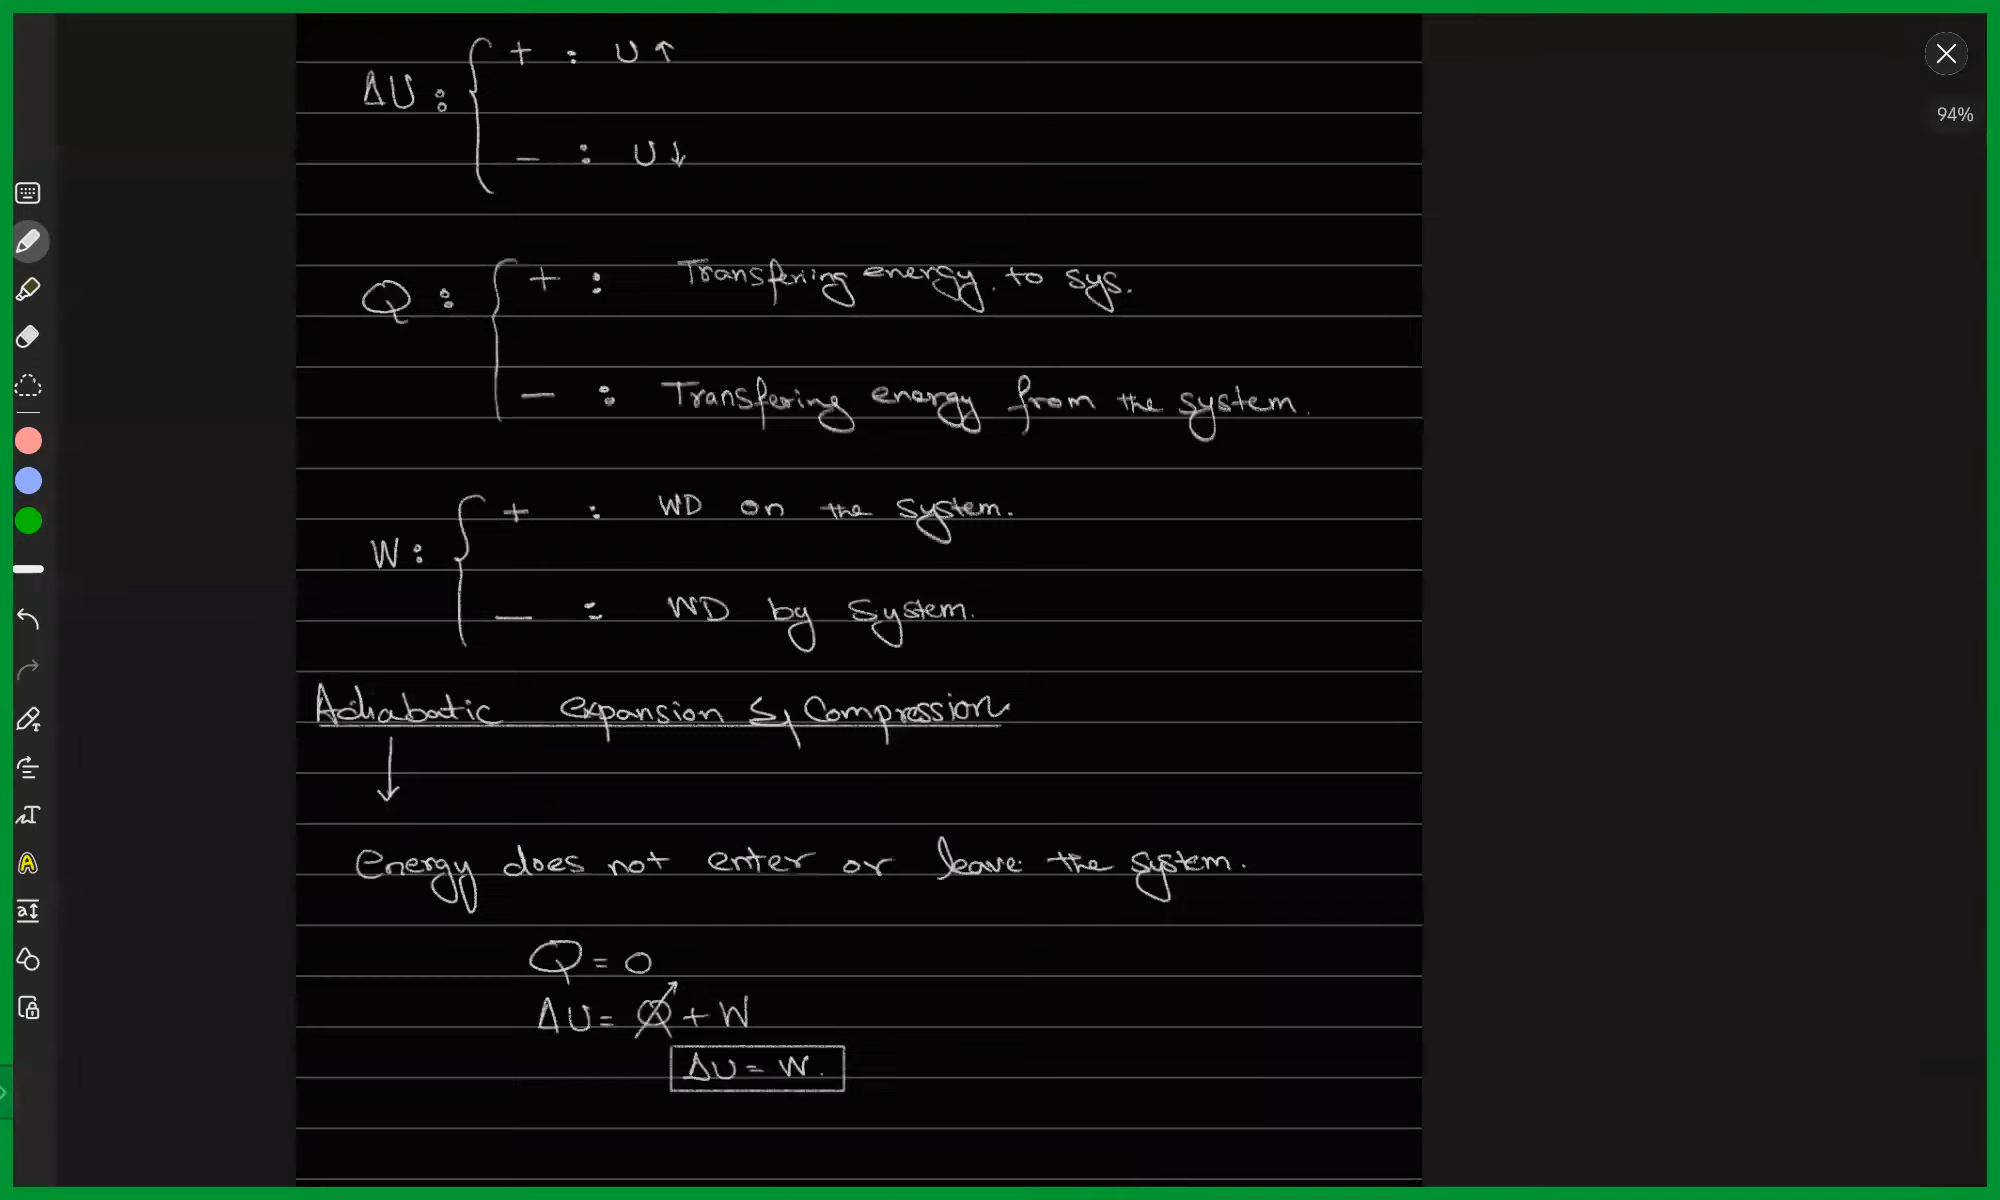 94%
ΔU : { + : U ↑
− : U ↓
Q : { + : Transfering energy. to sys.
− : Transfering energy from the system.
W : { + : WD on the system.
− : WD by System.
Adiabatic expansion & Compression
↓
Energy does not enter or leave the system.
Q = 0
ΔU = Q + W
ΔU = W.